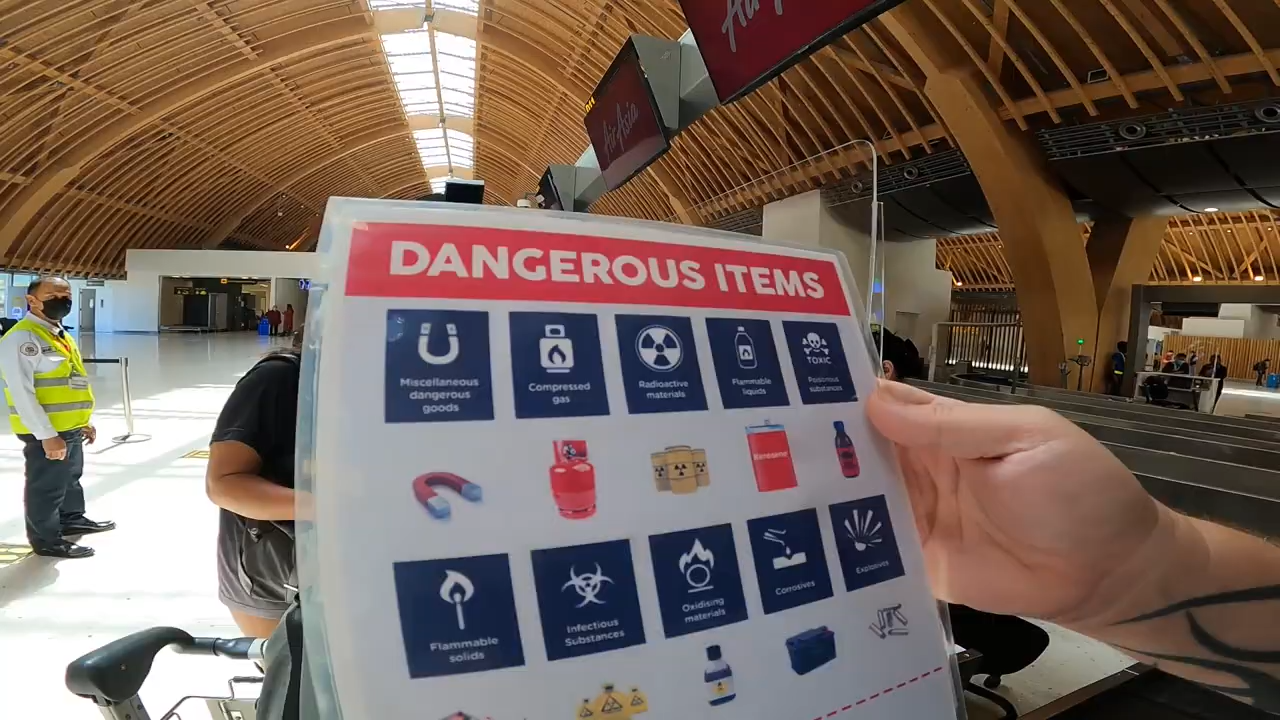 AirAsia
AirAsia
DANGEROUS ITEMS
Miscellaneous
dangerous
goods
Compressed
gas
Radioactive
materials
Flammable
liquids
TOXIC
Poisonous
substances
Kerosene
Flammable
solids
Infectious
Substances
Oxidising
materials
Corrosives
Explosives